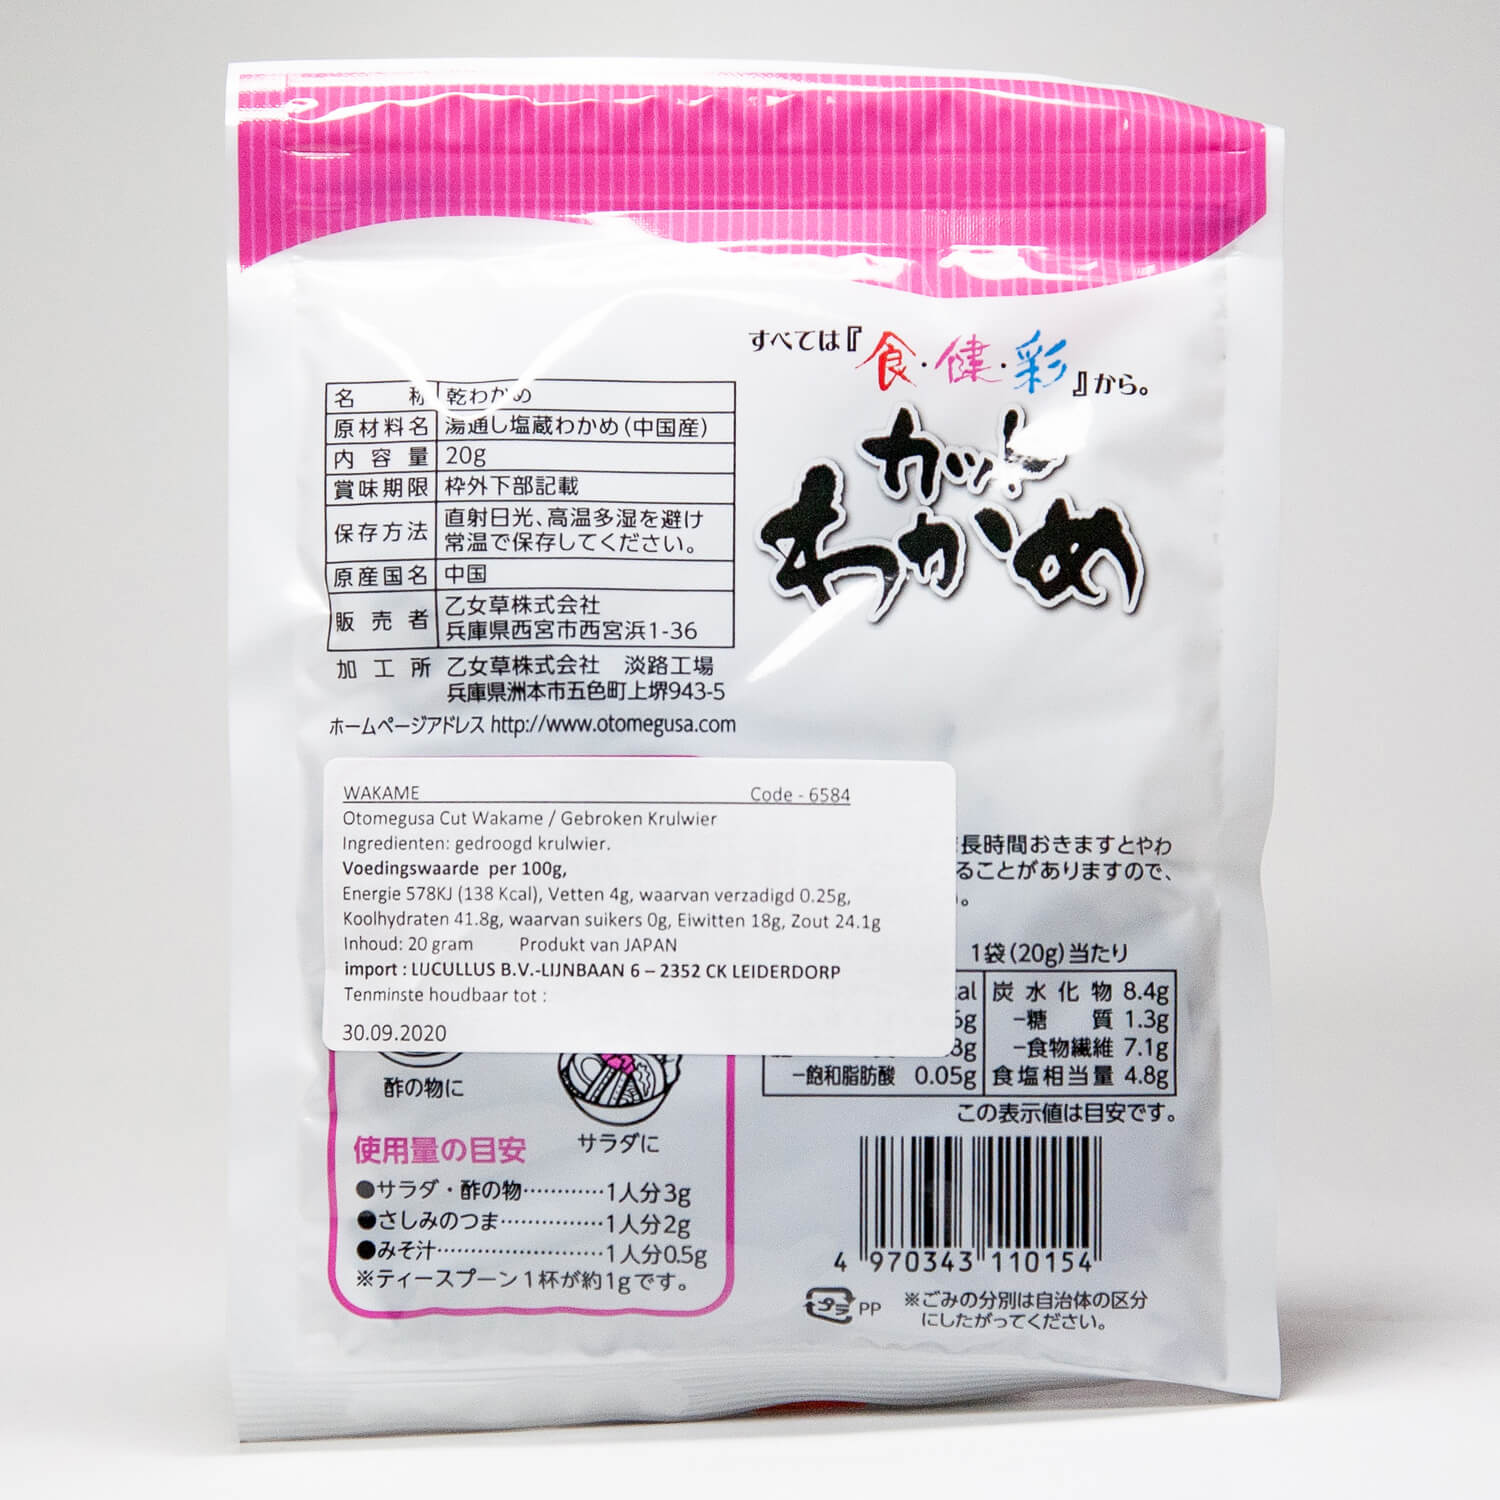 すべては『食・健・彩』から。
カット
わかめ
名称 乾わかめ
原材料名 湯通し塩蔵わかめ(中国産)
内容量 20g
賞味期限 枠外下部記載
保存方法 直射日光、高温多湿を避け
常温で保存してください。
原産国名 中国
販売者 乙女草株式会社
兵庫県西宮市西宮浜1-36
加工所 乙女草株式会社 淡路工場
兵庫県洲本市五色町上堺943-5
ホームページアドレス http://www.otomegusa.com
WAKAME Code - 6584
Otomegusa Cut Wakame / Gebroken Krulwier
Ingredienten: gedroogd krulwier.
Voedingswaarde per 100g,
Energie 578KJ (138 Kcal), Vetten 4g, waarvan verzadigd 0.25g,
Koolhydraten 41.8g, waarvan suikers 0g, Eiwitten 18g, Zout 24.1g
Inhoud: 20 gram Produkt van JAPAN
import : LUCULLUS B.V.-LIJNBAAN 6 – 2352 CK LEIDERDORP
Tenminste houdbaar tot :
30.09.2020
長時間おきますとやわ
ることがありますので、
。
1袋(20g)当たり
cal 炭水化物 8.4g
6g −糖質 1.3g
8g −食物繊維 7.1g
−飽和脂肪酸 0.05g 食塩相当量 4.8g
この表示値は目安です。
酢の物に
サラダに
使用量の目安
●サラダ・酢の物…………1人分3g
●さしみのつま……………1人分2g
●みそ汁……………………1人分0.5g
※ティースプーン1杯が約1gです。
4 970343 110154
プラ PP
※ごみの分別は自治体の区分
にしたがってください。